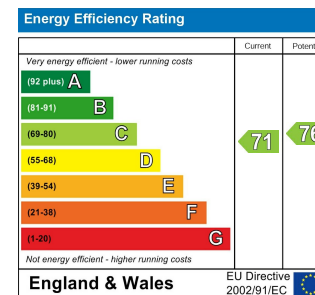 Energy Efficiency Rating
Current Potent
Very energy efficient - lower running costs
(92 plus) A
(81-91) B
(69-80) C
71 76
(55-68) D
(39-54) E
(21-38) F
(1-20) G
Not energy efficient - higher running costs
England & Wales
EU Directive
2002/91/EC